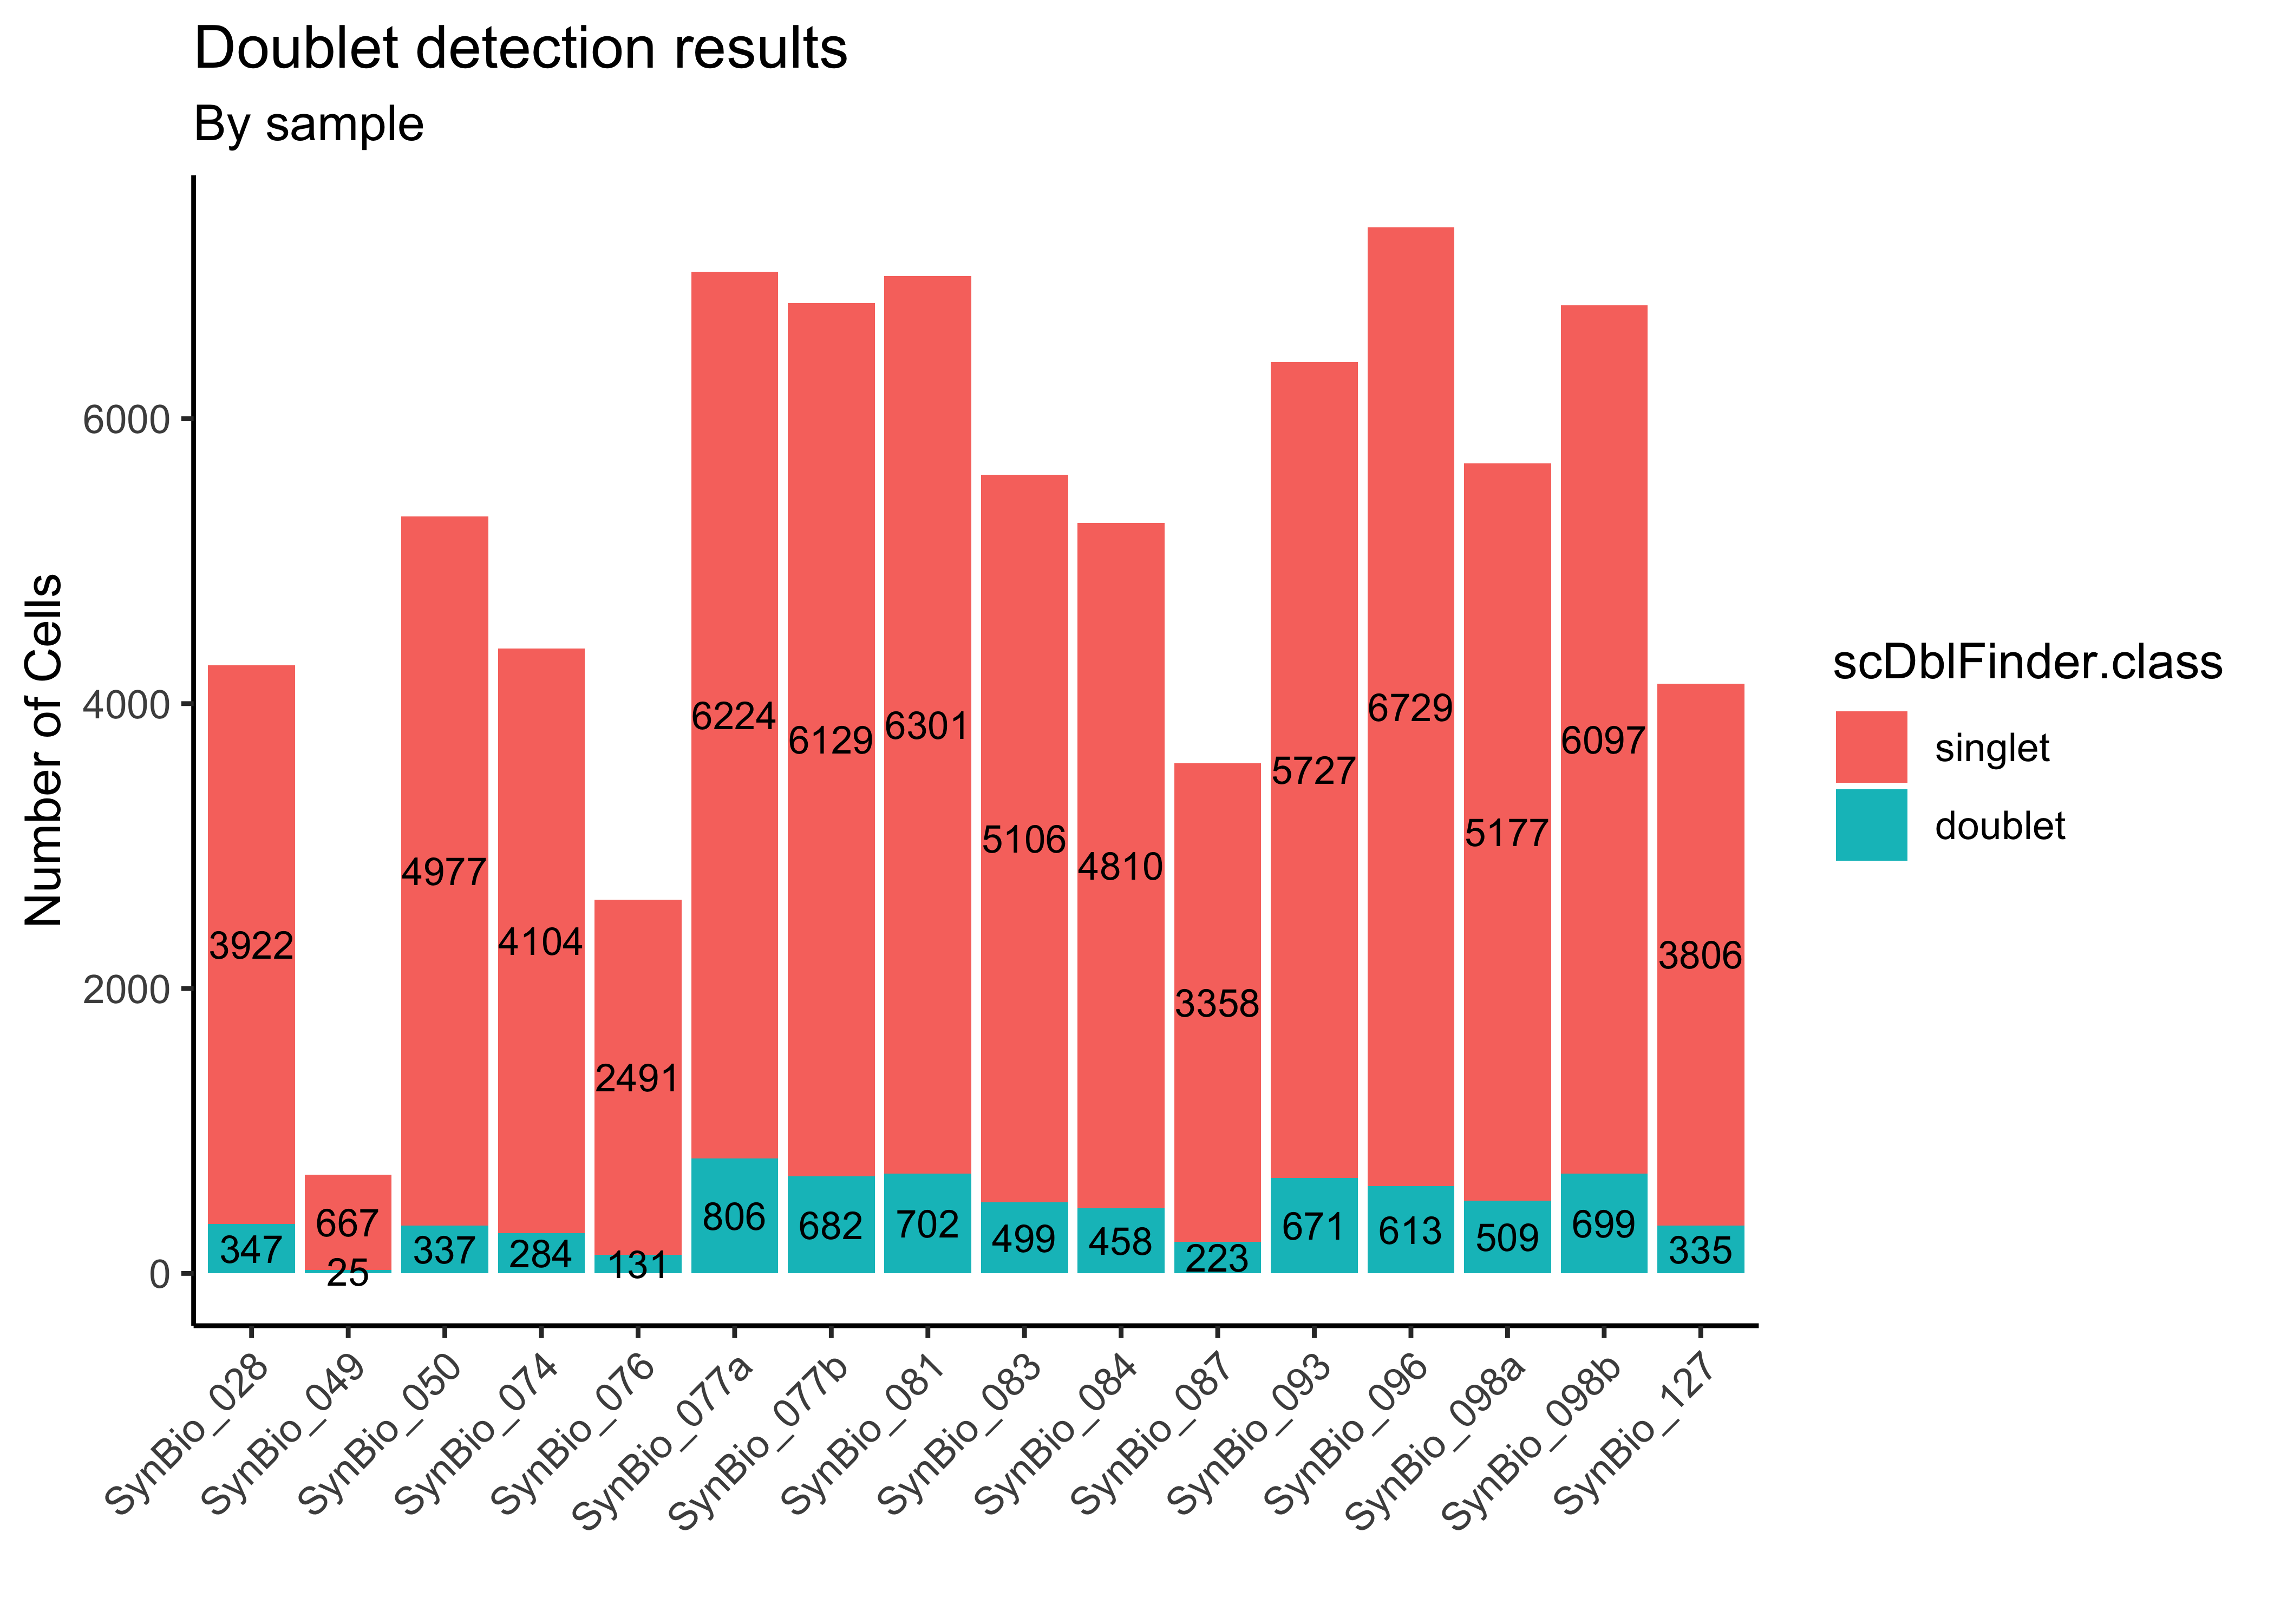 Doublet detection results
By sample
Number of Cells
6000
4000
2000
0
3922
347
667
25
4977
337
4104
284
2491
131
6224
806
6129
682
6301
702
5106
499
4810
458
3358
223
5727
671
6729
613
5177
509
6097
699
3806
335
SynBio_028
SynBio_049
SynBio_050
SynBio_074
SynBio_076
SynBio_077a
SynBio_077b
SynBio_081
SynBio_083
SynBio_084
SynBio_087
SynBio_093
SynBio_096
SynBio_098a
SynBio_098b
SynBio_127
scDblFinder.class
singlet
doublet